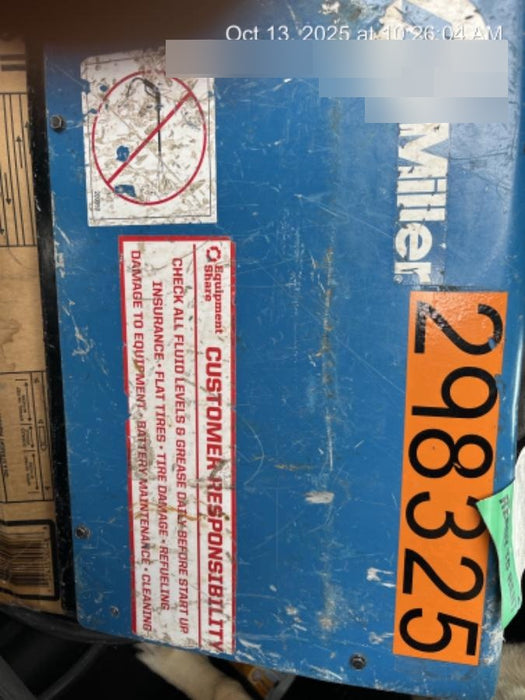 Oct 13, 2025 at 10:26:04 AM
Miller
298325
Equipment
Share
CUSTOMER RESPONSIBILITY
CHECK ALL FLUID LEVELS & GREASE DAILY BEFORE START UP
INSURANCE · FLAT TIRES · TIRE DAMAGE · REFUELING
DAMAGE TO EQUIPMENT · BATTERY MAINTENANCE · CLEANING